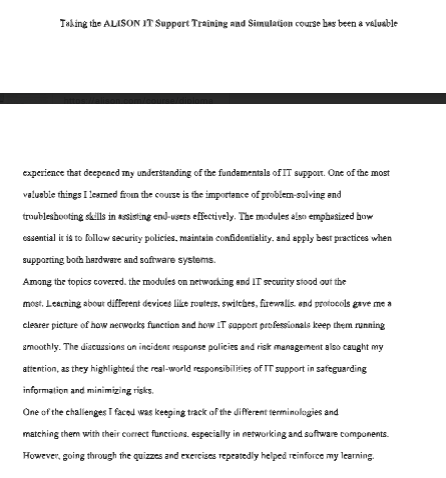 Taking the ALISON IT Support Training and Simulation course has been a valuable
experience that deepened my understanding of the fundamentals of IT support. One of the most
valuable things I learned from the course is the importance of problem-solving and
troubleshooting skills in assisting end-users effectively. The modules also emphasized how
essential it is to follow security policies, maintain confidentiality, and apply best practices when
supporting both hardware and software systems.
Among the topics covered, the modules on networking and IT security stood out the
most. Learning about different devices like routers, switches, firewalls, and protocols gave me a
clearer picture of how networks function and how IT support professionals keep them running
smoothly. The discussions on incident response policies and risk management also caught my
attention, as they highlighted the real-world responsibilities of IT support in safeguarding
information and minimizing risks.
One of the challenges I faced was keeping track of the different terminologies and
matching them with their correct functions, especially in networking and software components.
However, going through the quizzes and exercises repeatedly helped reinforce my learning.